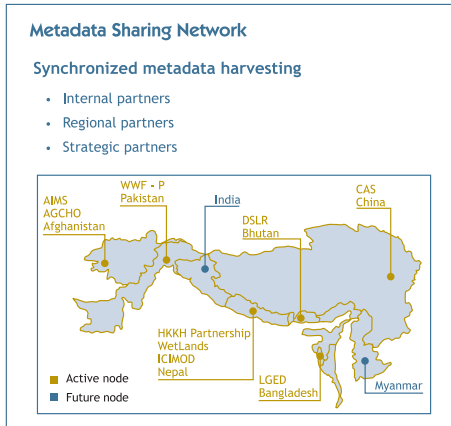 Metadata Sharing Network
Synchronized metadata harvesting
• Internal partners
• Regional partners
• Strategic partners
AIMS
AGCHO
Afghanistan
WWF - P
Pakistan
India
DSLR
Bhutan
CAS
China
HKKH Partnership
WetLands
ICIMOD
Nepal
LGED
Bangladesh
Myanmar
Active node
Future node